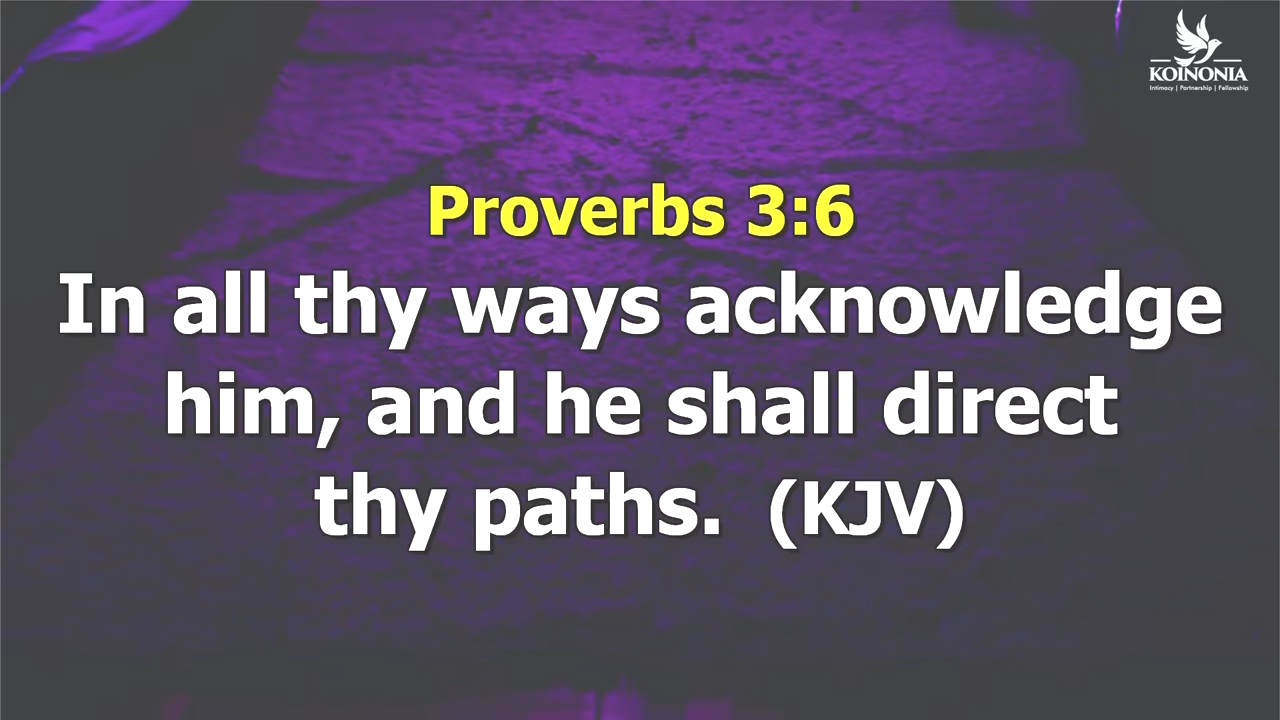 KOINONIA
Intimacy | Partnership | Fellowship
Proverbs 3:6
In all thy ways acknowledge
him, and he shall direct
thy paths. (KJV)